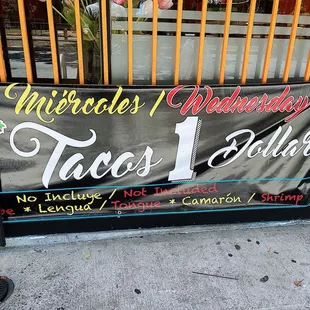 Miércoles / Wednesday
Tacos 1 Dollar
No Incluye / Not Included
* Lengua / Tongue * Camarón / Shrimp